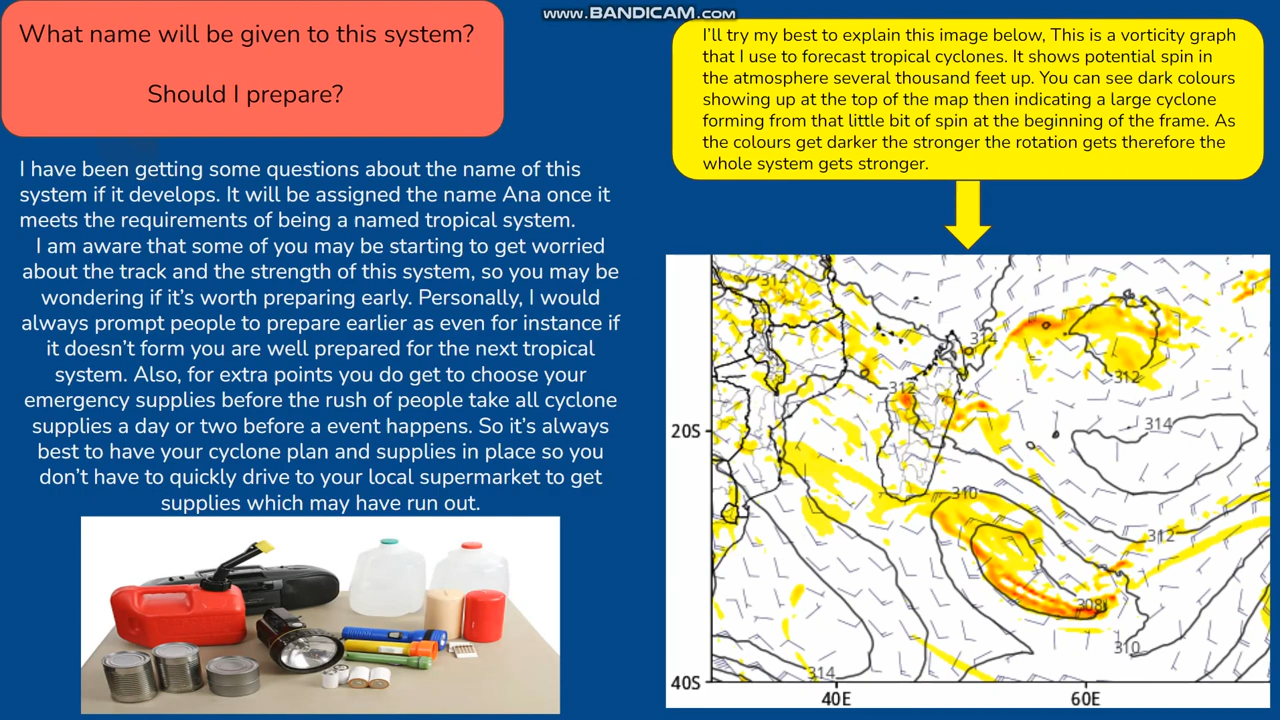 www.BANDICAM.com
What name will be given to this system?
Should I prepare?
I have been getting some questions about the name of this
system if it develops. It will be assigned the name Ana once it
meets the requirements of being a named tropical system.
I am aware that some of you may be starting to get worried
about the track and the strength of this system, so you may be
wondering if it's worth preparing early. Personally, I would
always prompt people to prepare earlier as even for instance if
it doesn't form you are well prepared for the next tropical
system. Also, for extra points you do get to choose your
emergency supplies before the rush of people take all cyclone
supplies a day or two before a event happens. So it's always
best to have your cyclone plan and supplies in place so you
don't have to quickly drive to your local supermarket to get
supplies which may have run out.
I'll try my best to explain this image below, This is a vorticity graph
that I use to forecast tropical cyclones. It shows potential spin in
the atmosphere several thousand feet up. You can see dark colours
showing up at the top of the map then indicating a large cyclone
forming from that little bit of spin at the beginning of the frame. As
the colours get darker the stronger the rotation gets therefore the
whole system gets stronger.
314
314
312
312
314
20S
310
312
308
310
314
40S
40E
60E